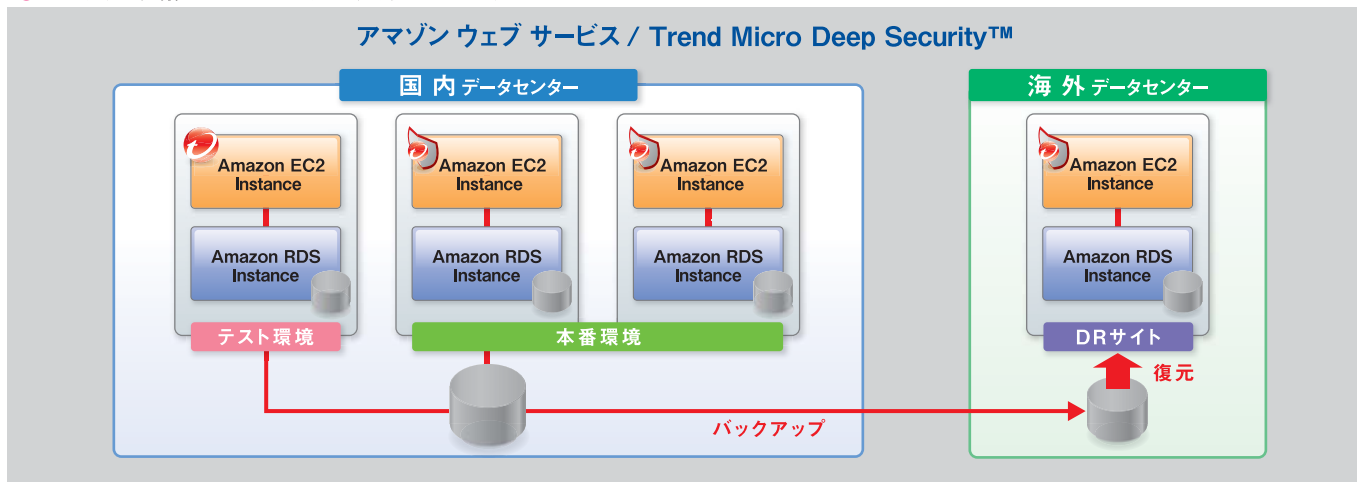 アマゾン ウェブ サービス / Trend Micro Deep Security™
国内 データセンター
海外 データセンター
Amazon EC2
Instance
Amazon RDS
Instance
Amazon EC2
Instance
Amazon RDS
Instance
Amazon EC2
Instance
Amazon RDS
Instance
Amazon EC2
Instance
Amazon RDS
Instance
テスト環境
本番環境
DRサイト
復元
バックアップ